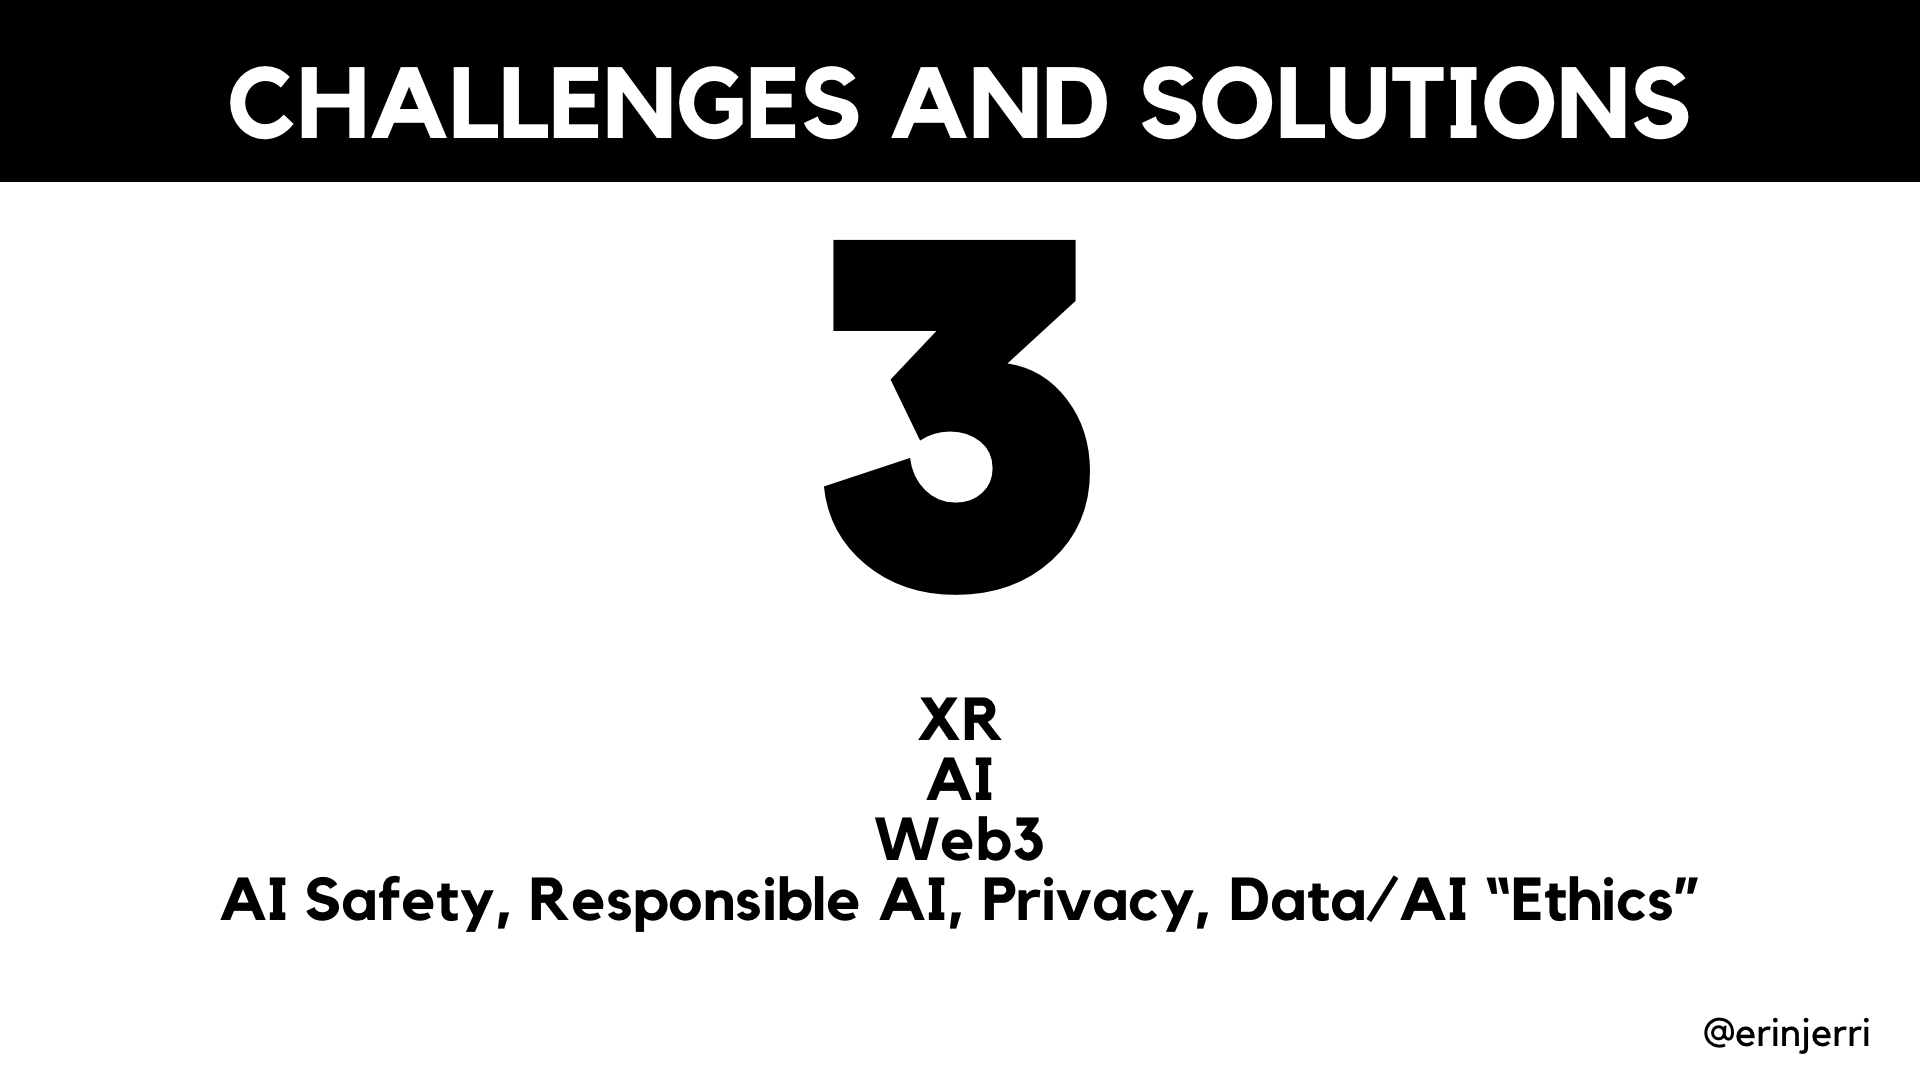 CHALLENGES AND SOLUTIONS
3
XR
AI
Web3
AI Safety, Responsible AI, Privacy, Data/AI “Ethics”
@erinjerri